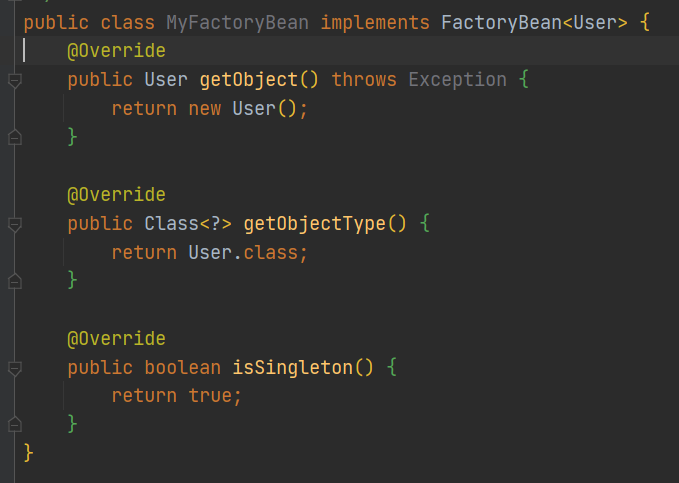 public class MyFactoryBean implements FactoryBean<User> {
@Override
public User getObject() throws Exception {
return new User();
}
@Override
public Class<?> getObjectType() {
return User.class;
}
@Override
public boolean isSingleton() {
return true;
}
}